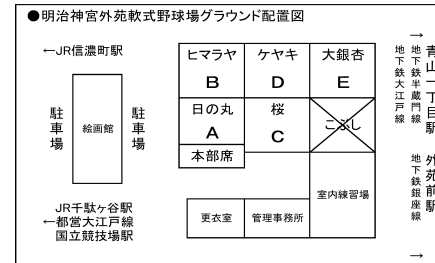 ●明治神宮外苑軟式野球場グラウンド配置図
←JR信濃町駅
ヒマラヤ
B
ケヤキ
D
大銀杏
E
日の丸
A
本部席
桜
C
こぶし
駐車場
絵画館
駐車場
室内練習場
更衣室
管理事務所
JR千駄ヶ谷駅
←都営大江戸線
国立競技場駅
→
青山一丁目駅
地下鉄半蔵門線
地下鉄大江戸線
外苑前駅
地下鉄銀座線
→